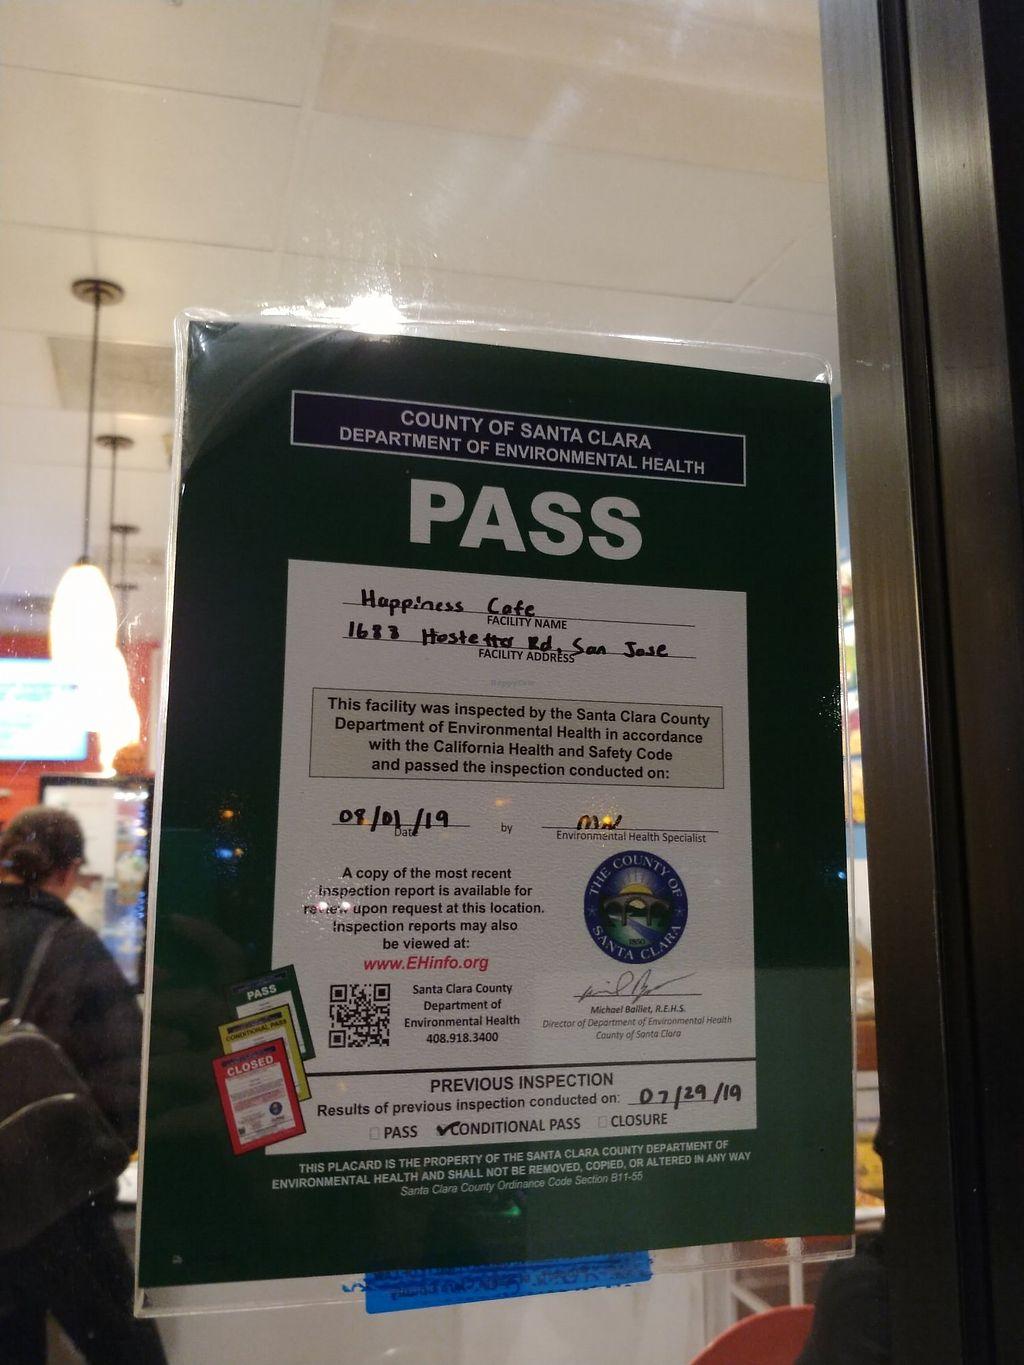 COUNTY OF SANTA CLARA
DEPARTMENT OF ENVIRONMENTAL HEALTH
PASS
Happiness Cafe
FACILITY NAME
1683 Hostetter Rd, San Jose
FACILITY ADDRESS
HappyCow
This facility was inspected by the Santa Clara County
Department of Environmental Health in accordance
with the California Health and Safety Code
and passed the inspection conducted on:
08/01/19 by
Date Environmental Health Specialist
A copy of the most recent
inspection report is available for
review upon request at this location.
Inspection reports may also
be viewed at:
www.EHinfo.org
THE COUNTY OF
1850
SANTA CLARA
Santa Clara County
Department of
Environmental Health
408.918.3400
Michael Balliet, R.E.H.S.
Director of Department of Environmental Health
County of Santa Clara
PASS
CONDITIONAL PASS
CLOSED
PREVIOUS INSPECTION
Results of previous inspection conducted on: 07/29/19
PASS CONDITIONAL PASS CLOSURE
THIS PLACARD IS THE PROPERTY OF THE SANTA CLARA COUNTY DEPARTMENT OF
ENVIRONMENTAL HEALTH AND SHALL NOT BE REMOVED, COPIED, OR ALTERED IN ANY WAY
Santa Clara County Ordinance Code Section B11-55